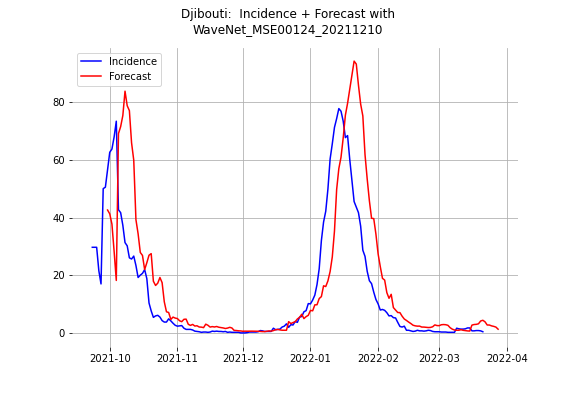 Djibouti:  Incidence + Forecast with
WaveNet_MSE00124_20211210
Incidence
Forecast
80
60
40
20
0
2021-10 2021-11 2021-12 2022-01 2022-02 2022-03 2022-04